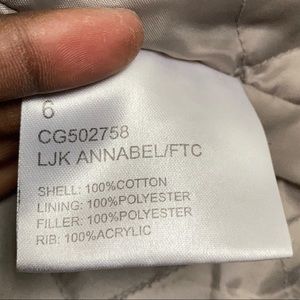 6
CG502758
LJK ANNABEL/FTC
SHELL: 100%COTTON
LINING: 100%POLYESTER
FILLER: 100%POLYESTER
RIB: 100%ACRYLIC